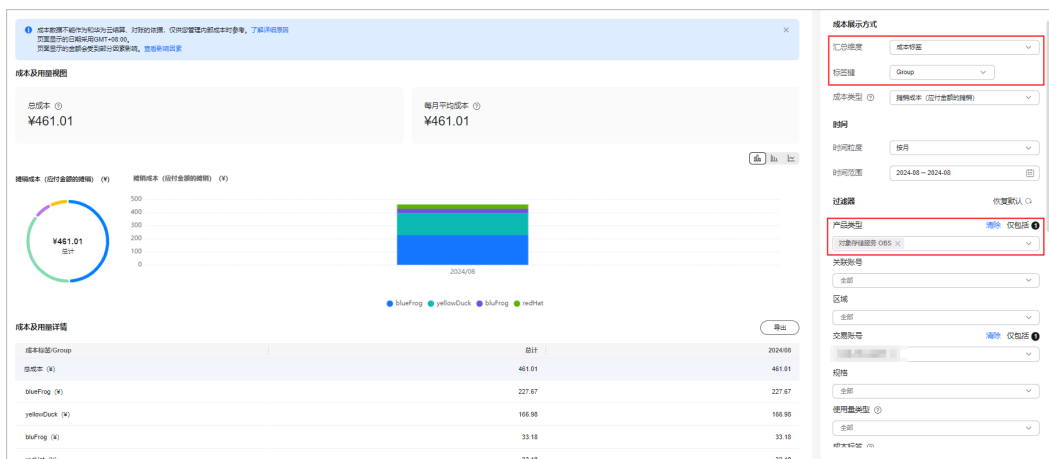 成本数据不能作为和华为云结算、对账的依据，仅供您管理内部成本时参考。了解详细原因
页面显示的日期采用GMT+08:00。
页面显示的金额会受到部分因素影响。查看影响因素
成本及用量视图
总成本
¥461.01
每月平均成本
¥461.01
摊销成本（应付金额的摊销）（¥）
摊销成本（应付金额的摊销）（¥）
500
400
300
200
100
0
¥461.01
总计
2024/08
blueFrog yellowDuck bluFrog redHat
成本及用量详情
导出
成本标签/Group 总计 2024/08
总成本（¥） 461.01 461.01
blueFrog（¥） 227.67 227.67
yellowDuck（¥） 166.98 166.98
bluFrog（¥） 33.18 33.18
redHat（¥） 33.18 33.18
成本展示方式
汇总维度 成本标签
标签键 Group
成本类型 摊销成本（应付金额的摊销）
时间
时间粒度 按月
时间范围 2024-08 – 2024-08
过滤器 恢复默认
产品类型 清除 仅包括
对象存储服务 OBS
关联账号
全部
区域
全部
交易账号 清除 仅包括
规格
全部
使用量类型
全部
成本标签